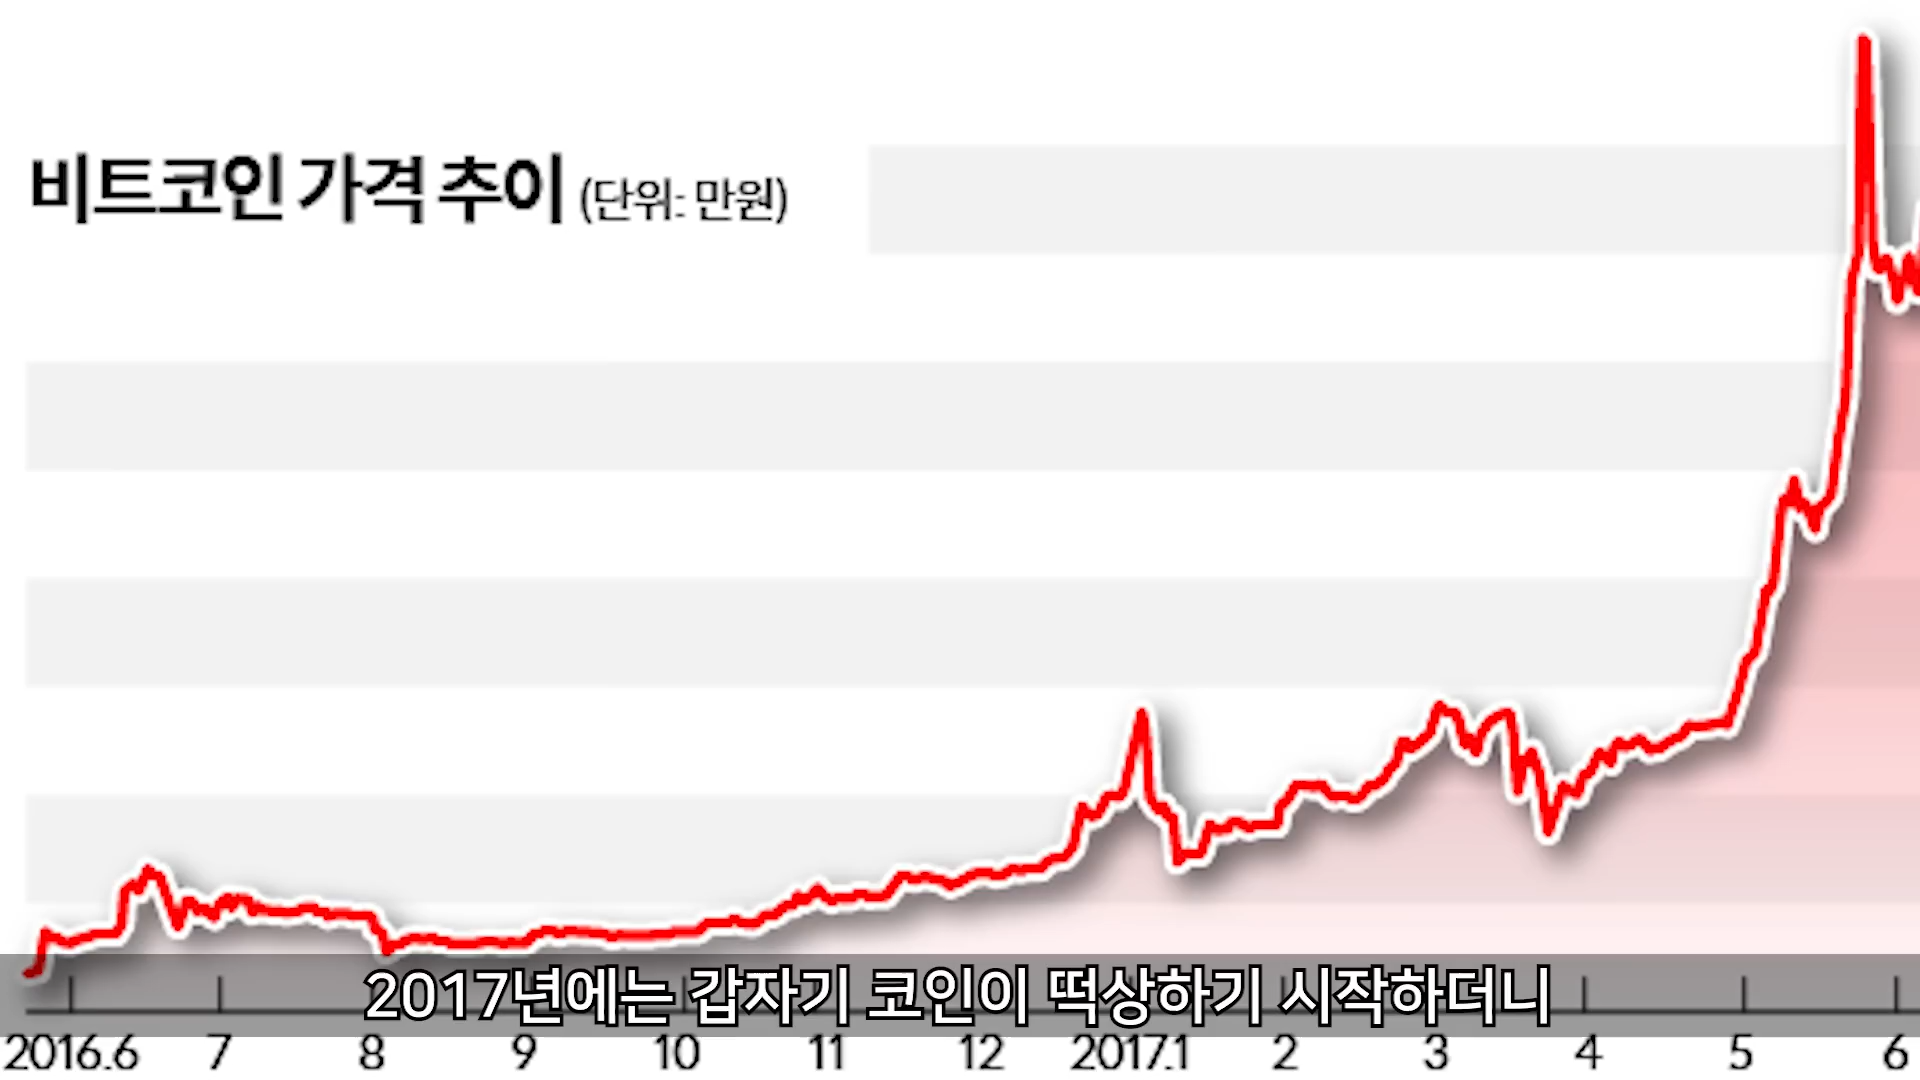 비트코인 가격 추이 (단위: 만원)
2017년에는 갑자기 코인이 떡상하기 시작하더니
2016.6 7 8 9 10 11 12 2017.1 2 3 4 5 6